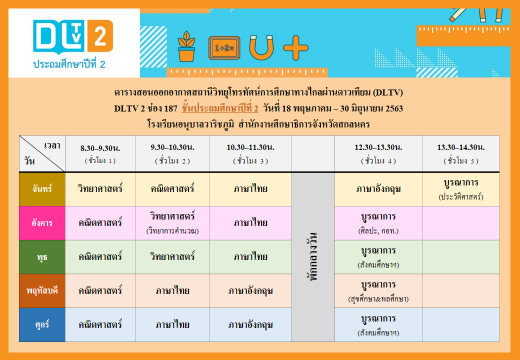 DLTV 2
ประถมศึกษาปีที่ 2
1+2=
ตารางสอนออกอากาศสถานีวิทยุโทรทัศน์การศึกษาทางไกลผ่านดาวเทียม (DLTV)
DLTV 2 ช่อง 187 ชั้นประถมศึกษาปีที่ 2 วันที่ 18 พฤษภาคม – 30 มิถุนายน 2563
โรงเรียนอนุบาลวาริชภูมิ สำนักงานศึกษาธิการจังหวัดสกลนคร
เวลา
วัน
8.30-9.30น. 9.30-10.30น. 10.30-11.30น. 12.30-13.30น. 13.30-14.30น.
(ชั่วโมง 1) (ชั่วโมง 2) (ชั่วโมง 3) (ชั่วโมง 4) (ชั่วโมง 5)
จันทร์ วิทยาศาสตร์ คณิตศาสตร์ ภาษาไทย ภาษาอังกฤษ บูรณาการ
(ประวัติศาสตร์)
อังคาร คณิตศาสตร์ วิทยาศาสตร์ ภาษาไทย บูรณาการ
(วิทยาการคำนวณ) (ศิลปะ, กอท.)
พักกลางวัน
พุธ คณิตศาสตร์ วิทยาศาสตร์ ภาษาไทย บูรณาการ
(สังคมศึกษาฯ)
พฤหัสบดี คณิตศาสตร์ ภาษาไทย ภาษาอังกฤษ บูรณาการ
(สุขศึกษา&พลศึกษา)
ศุกร์ คณิตศาสตร์ ภาษาไทย ภาษาอังกฤษ บูรณาการ
(สังคมศึกษาฯ)